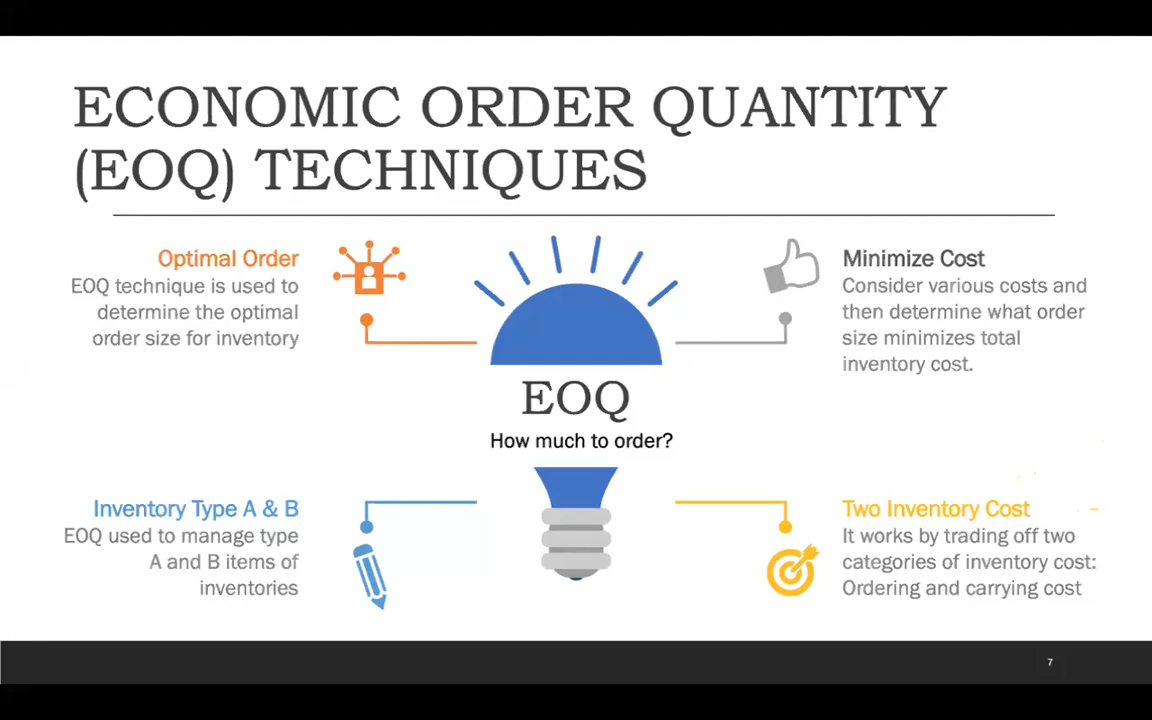 ECONOMIC ORDER QUANTITY
(EOQ) TECHNIQUES
Optimal Order
EOQ technique is used to
determine the optimal
order size for inventory
Minimize Cost
Consider various costs and
then determine what order
size minimizes total
inventory cost.
EOQ
How much to order?
Inventory Type A & B
EOQ used to manage type
A and B items of
inventories
Two Inventory Cost
It works by trading off two
categories of inventory cost:
Ordering and carrying cost
7